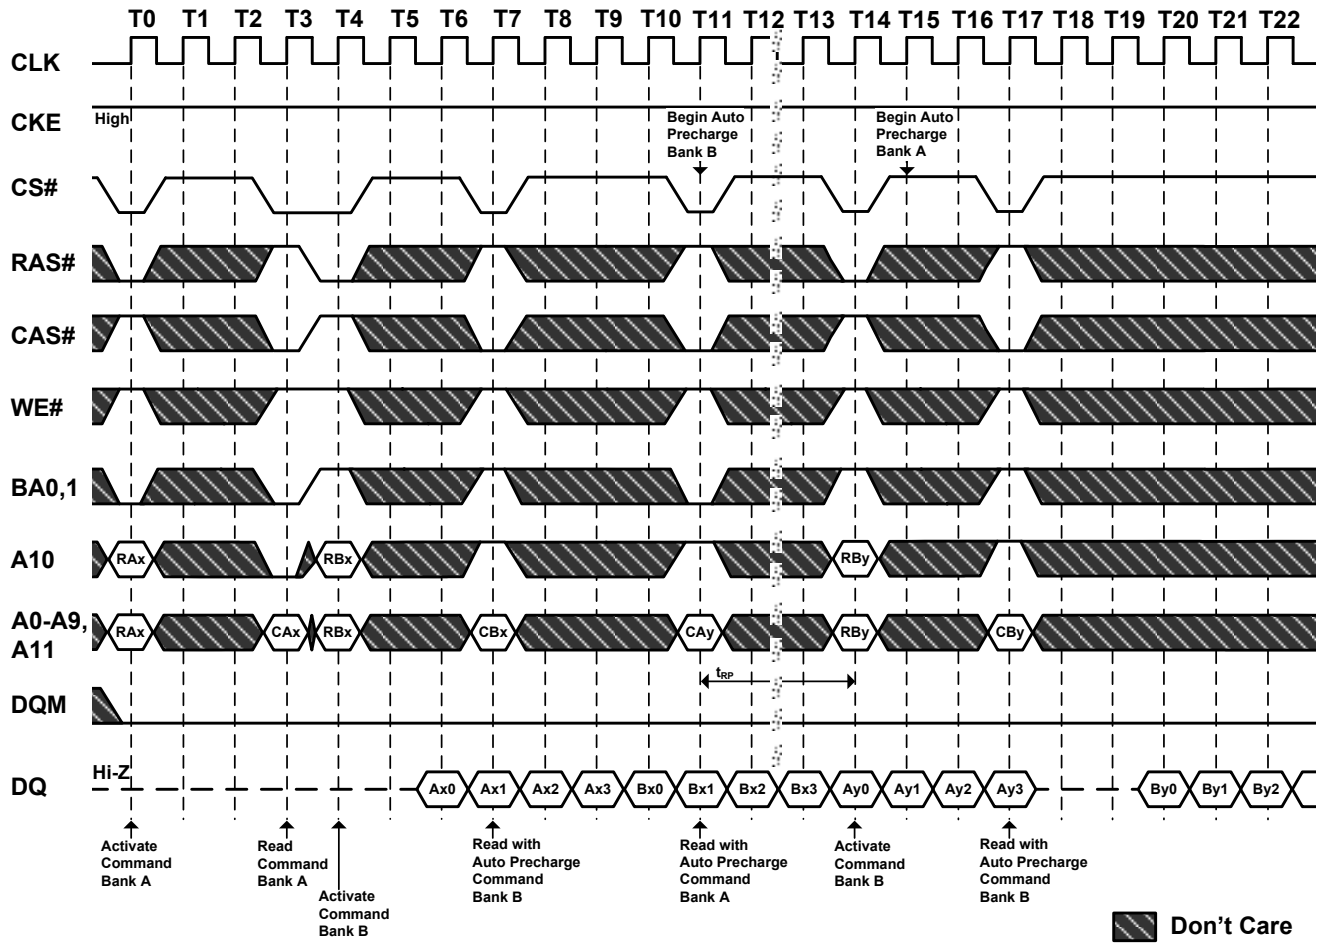 T0 T1 T2 T3 T4 T5 T6 T7 T8 T9 T10 T11 T12 T13 T14 T15 T16 T17 T18 T19 T20 T21 T22
CLK
CKE
High
Begin Auto
Precharge
Bank B
Begin Auto
Precharge
Bank A
CS#
RAS#
CAS#
WE#
BA0,1
A10
RAx RBx RBy
A0-A9,
A11
RAx CAx RBx CBx CAy RBy CBy
tRP
DQM
Hi-Z
DQ
Ax0 Ax1 Ax2 Ax3 Bx0 Bx1 Bx2 Bx3 Ay0 Ay1 Ay2 Ay3 By0 By1 By2
Activate
Command
Bank A
Read
Command
Bank A
Activate
Command
Bank B
Read with
Auto Precharge
Command
Bank B
Read with
Auto Precharge
Command
Bank A
Activate
Command
Bank B
Read with
Auto Precharge
Command
Bank B
Don't Care